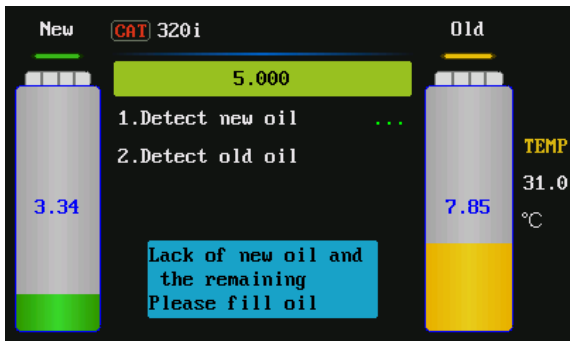 New
CAT 320i
Old
5.000
1.Detect new oil ...
2.Detect old oil
TEMP
31.0
℃
3.34
7.85
Lack of new oil and
the remaining
Please fill oil